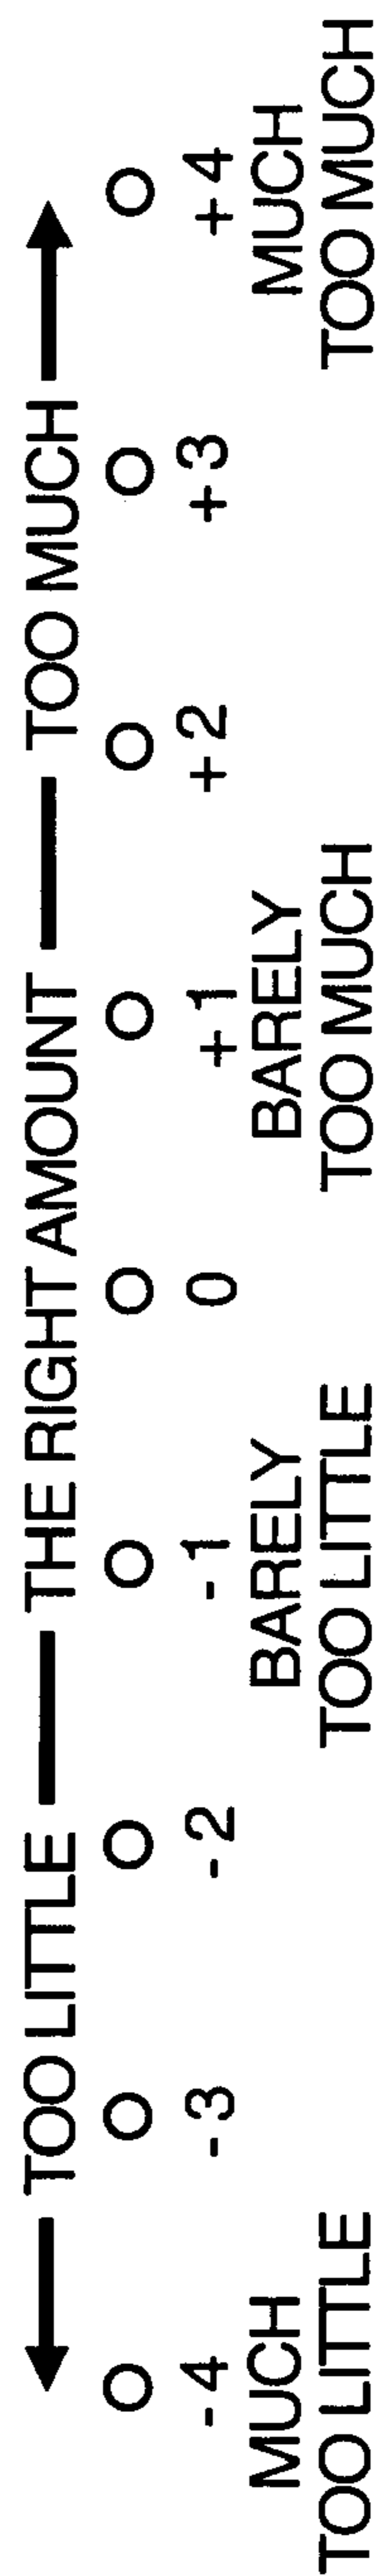 TOO LITTLE — THE RIGHT AMOUNT — TOO MUCH
-4 -3 -2 -1 0 +1 +2 +3 +4
MUCH BARELY BARELY MUCH
TOO LITTLE TOO LITTLE TOO MUCH TOO MUCH